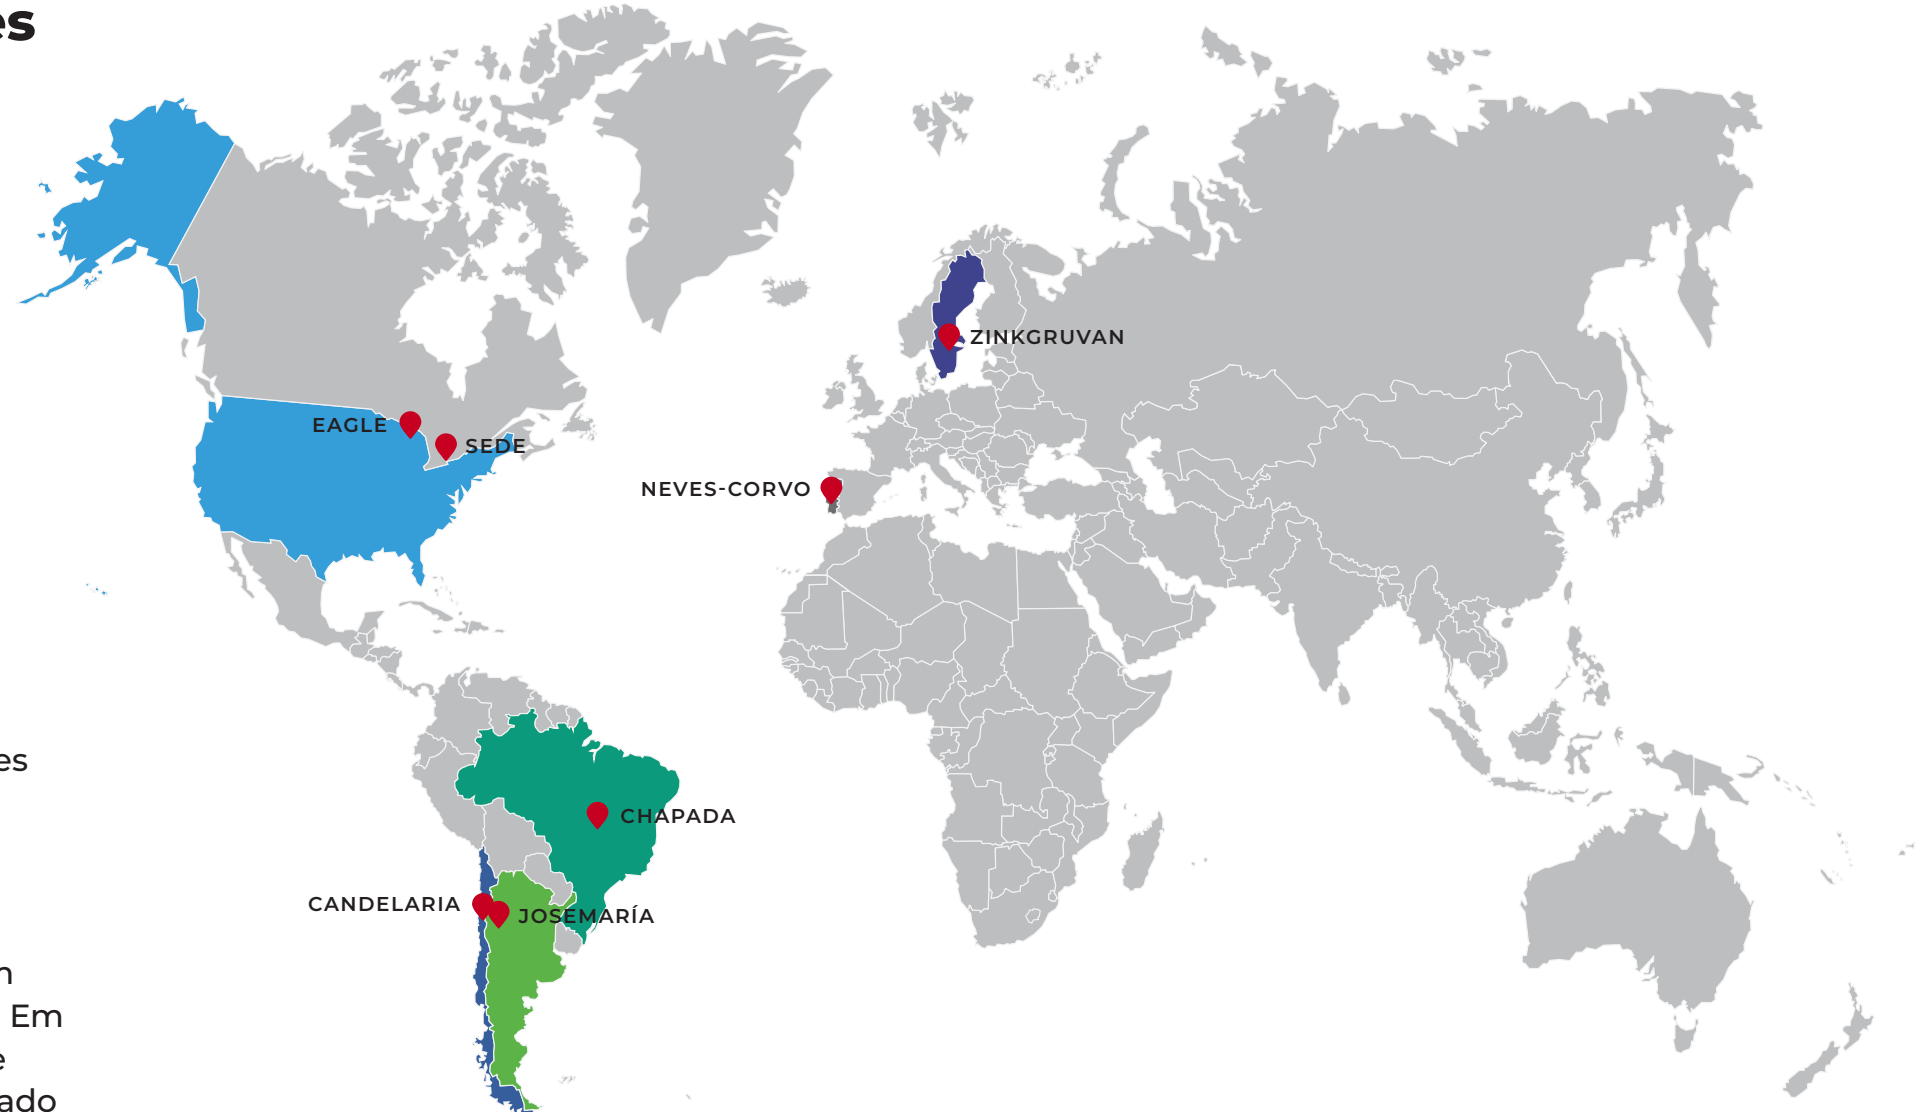 es
ZINKGRUVAN
EAGLE
SEDE
NEVES-CORVO
es
CHAPADA
CANDELARIA
JOSEMARÍA
n
Em
e
ado